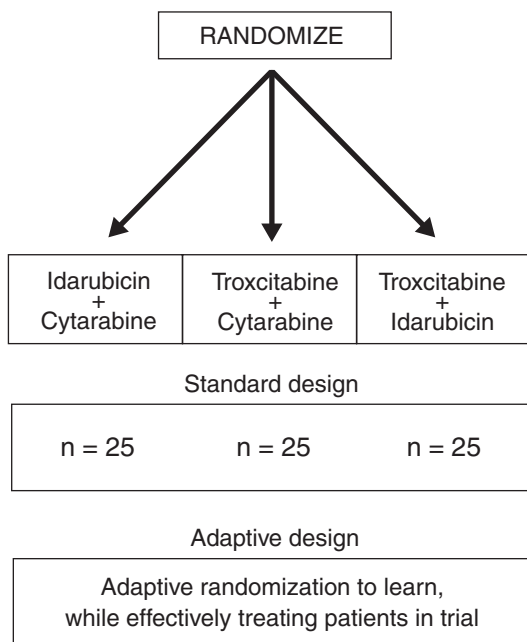 RANDOMIZE
Idarubicin
+
Cytarabine
Troxcitabine
+
Cytarabine
Troxcitabine
+
Idarubicin
Standard design
n = 25 n = 25 n = 25
Adaptive design
Adaptive randomization to learn,
while effectively treating patients in trial